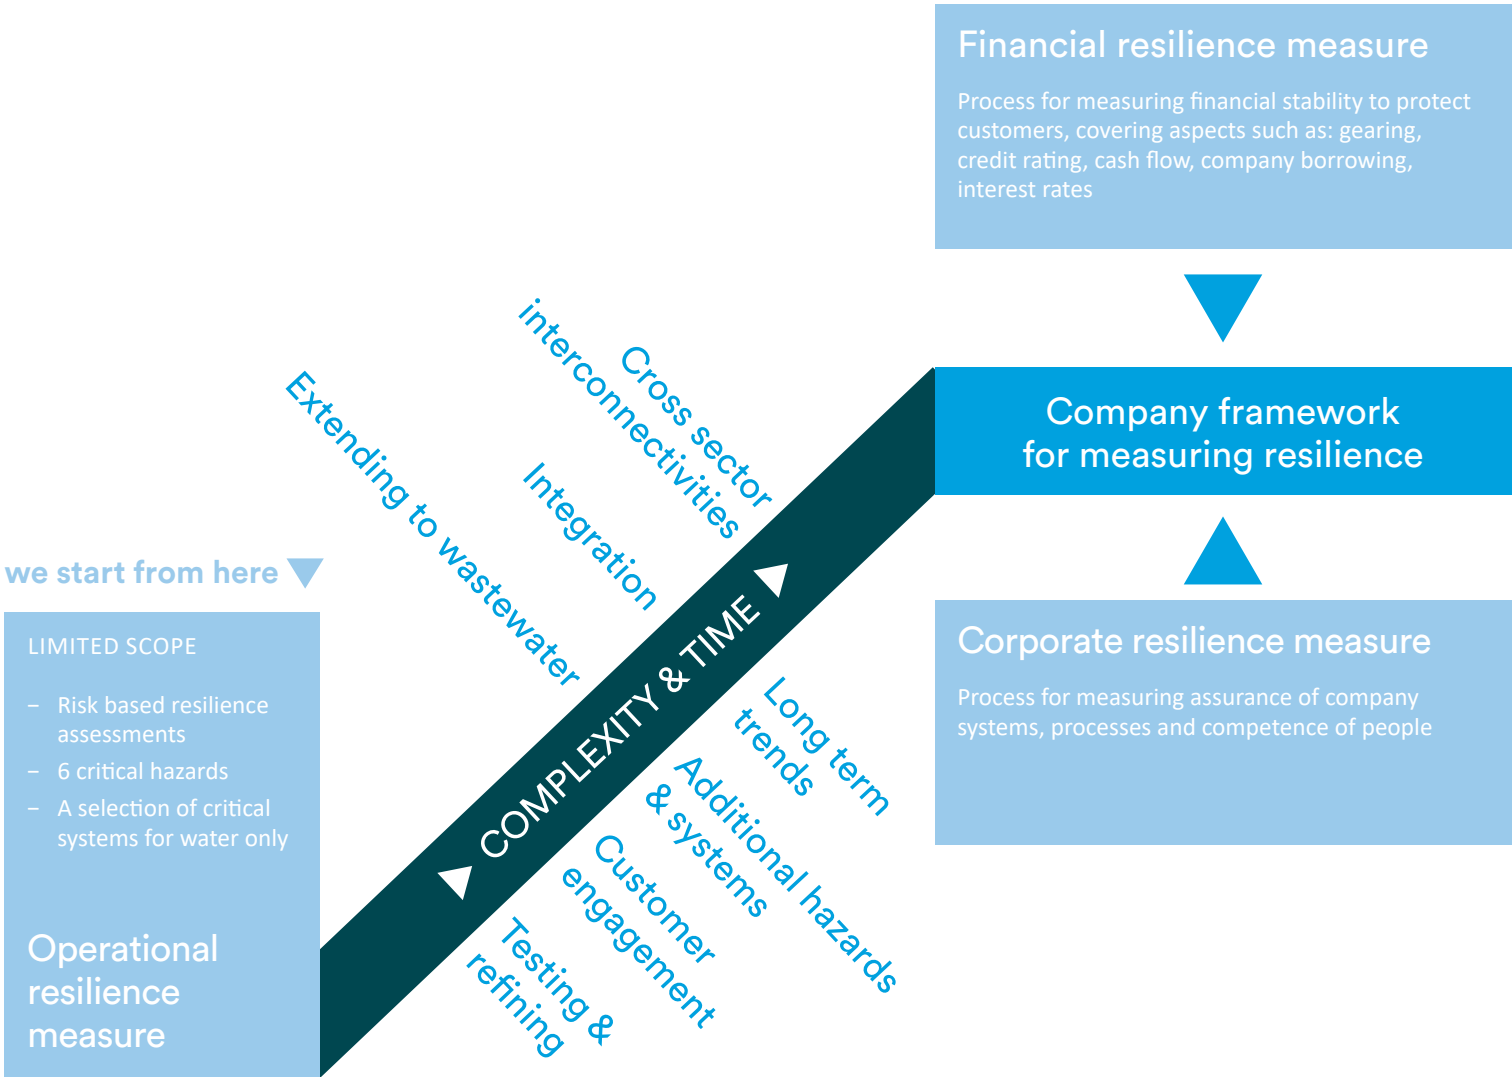 Financial resilience measure
Process for measuring financial stability to protect
customers, covering aspects such as: gearing,
credit rating, cash flow, company borrowing,
interest rates
Company framework
for measuring resilience
Corporate resilience measure
Process for measuring assurance of company
systems, processes and competence of people
we start from here
LIMITED SCOPE
– Risk based resilience
assessments
– 6 critical hazards
– A selection of critical
systems for water only
Operational
resilience
measure
COMPLEXITY & TIME
Extending to wastewater
Integration
Cross sector
interconnectivities
Testing &
refining
Customer
engagement
Additional hazards
& systems
Long term
trends